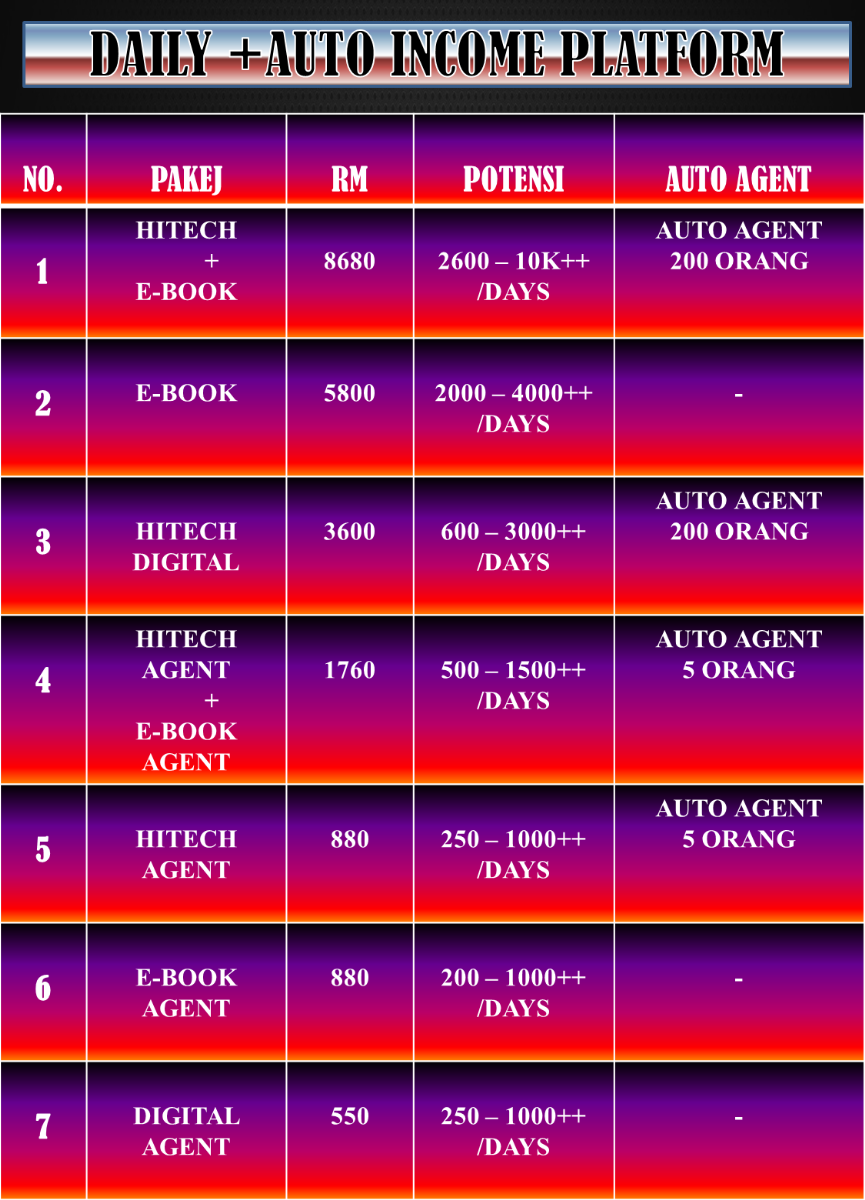 DAILY +AUTO INCOME PLATFORM
NO. PAKEJ RM POTENSI AUTO AGENT
1
HITECH
+
E-BOOK
8680
2600 – 10K++
/DAYS
AUTO AGENT
200 ORANG
2
E-BOOK
5800
2000 – 4000++
/DAYS
-
3
HITECH
DIGITAL
3600
600 – 3000++
/DAYS
AUTO AGENT
200 ORANG
4
HITECH
AGENT
+
E-BOOK
AGENT
1760
500 – 1500++
/DAYS
AUTO AGENT
5 ORANG
5
HITECH
AGENT
880
250 – 1000++
/DAYS
AUTO AGENT
5 ORANG
6
E-BOOK
AGENT
880
200 – 1000++
/DAYS
-
7
DIGITAL
AGENT
550
250 – 1000++
/DAYS
-